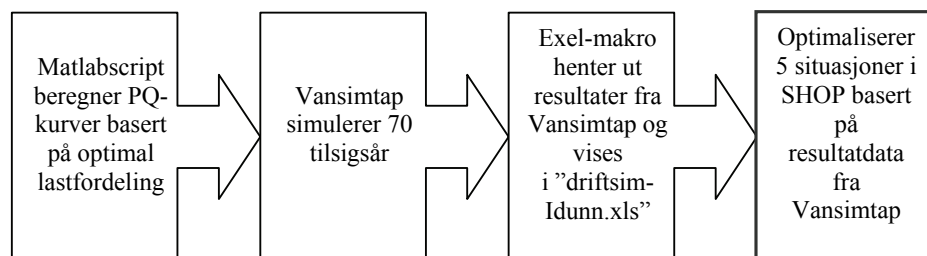 Matlabscript
beregner PQ-
kurver basert
på optimal
lastfordeling
Vansimtap
simulerer 70
tilsigsår
Exel-makro
henter ut
resultater fra
Vansimtap og
vises
i ”driftsim-
Idunn.xls”
Optimaliserer
5 situasjoner i
SHOP basert
på
resultatdata
fra
Vansimtap